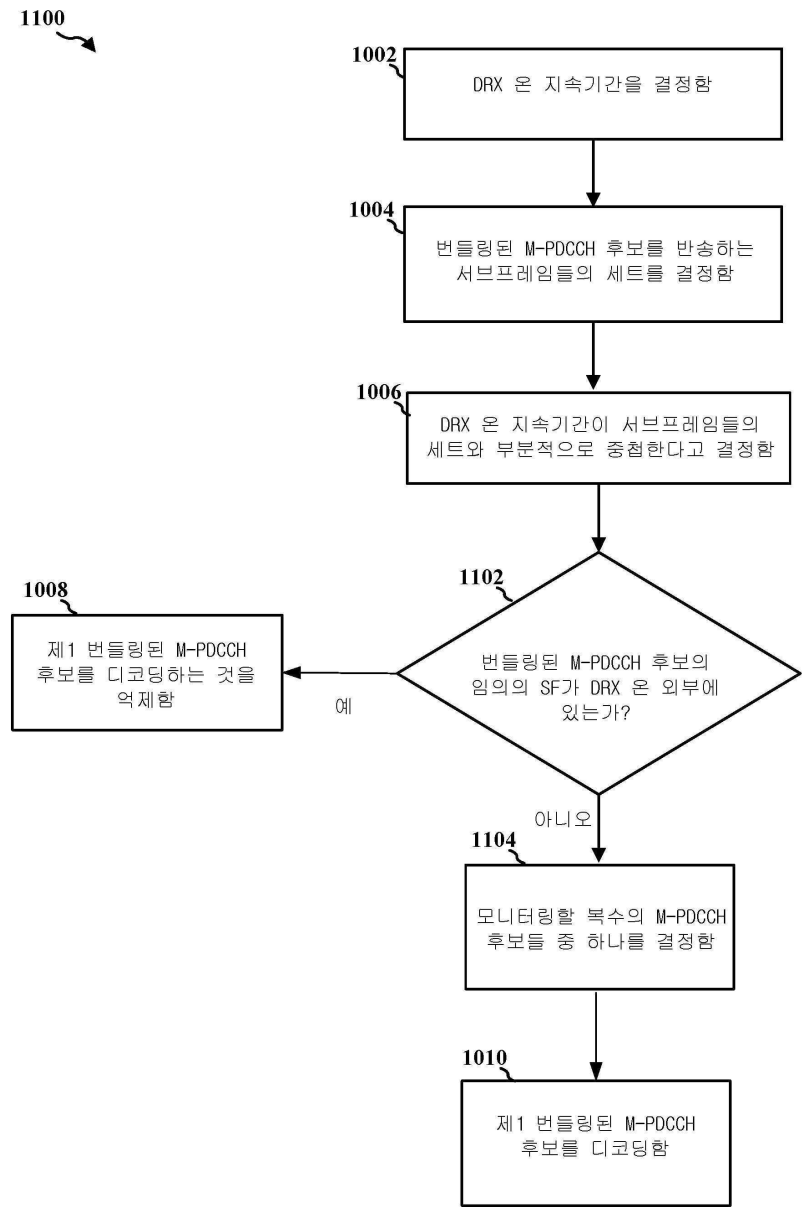 1100
1002
DRX 온 지속기간을 결정함
1004
번들링된 M-PDCCH 후보를 반송하는
서브프레임들의 세트를 결정함
1006
DRX 온 지속기간이 서브프레임들의
세트와 부분적으로 중첩한다고 결정함
1102
번들링된 M-PDCCH 후보의
임의의 SF가 DRX 온 외부에
있는가?
예
1008
제1 번들링된 M-PDCCH
후보를 디코딩하는 것을
억제함
아니오
1104
모니터링할 복수의 M-PDCCH
후보들 중 하나를 결정함
1010
제1 번들링된 M-PDCCH
후보를 디코딩함